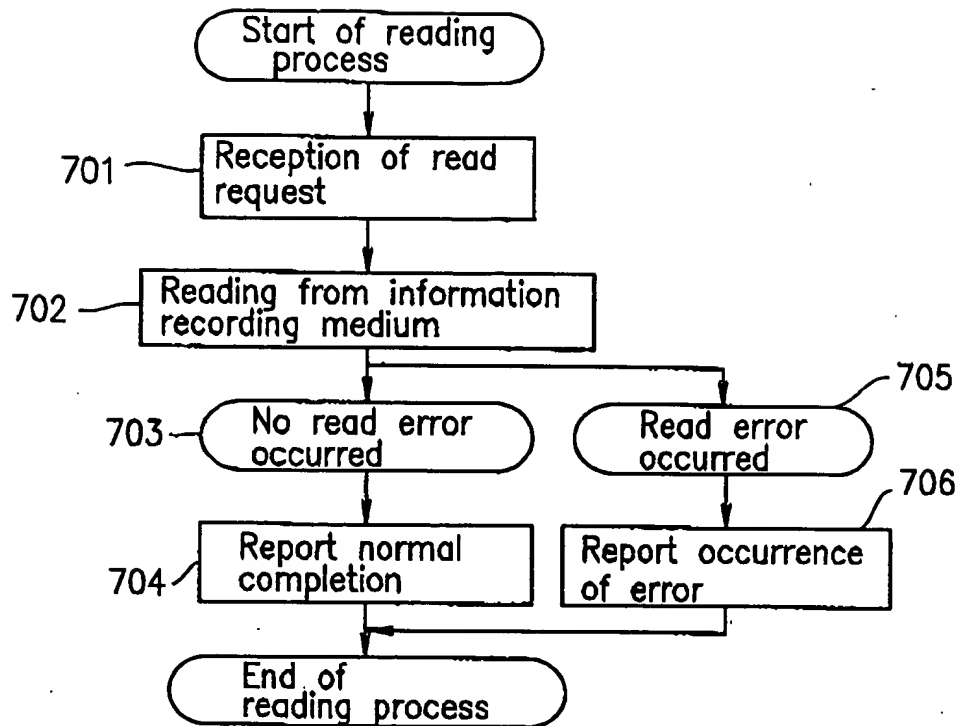 Start of reading
process
701
Reception of read
request
702
Reading from information
recording medium
703
No read error
occurred
705
Read error
occurred
704
Report normal
completion
706
Report occurrence
of error
End of
reading process